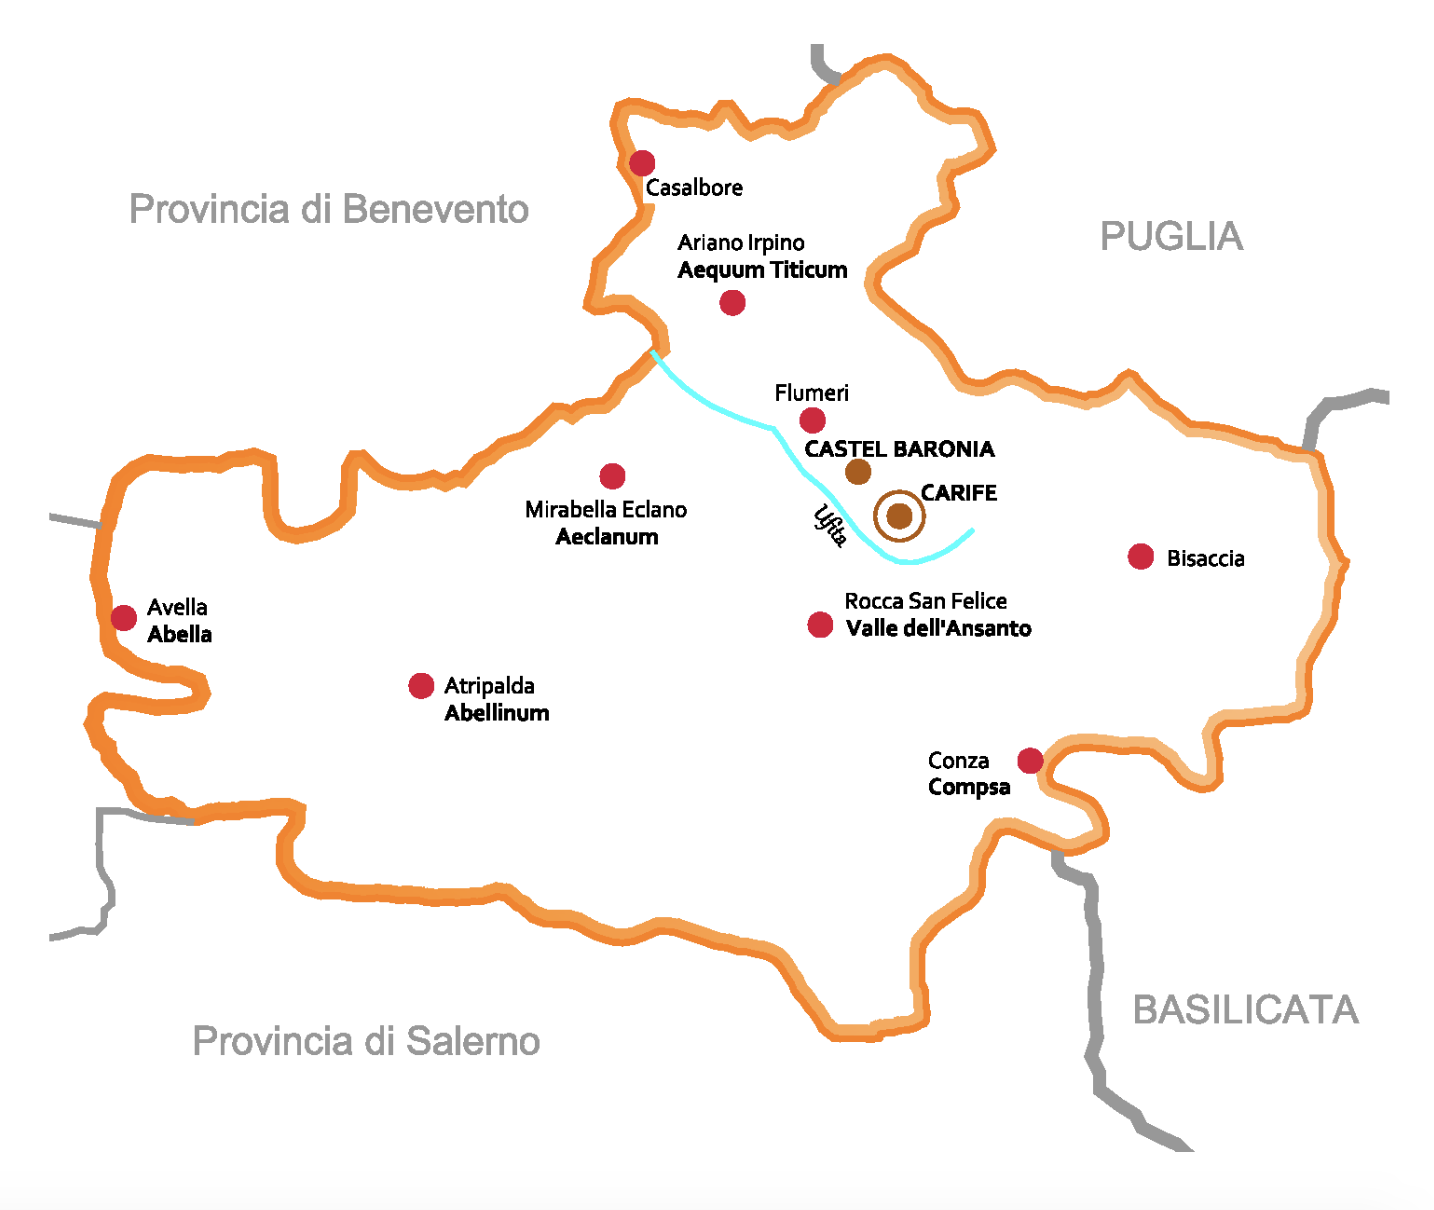 Casalbore
Provincia di Benevento
PUGLIA
Ariano Irpino
Aequum Titicum
Flumeri
CASTEL BARONIA
CARIFE
Mirabella Eclano
Aeclanum
Ufita
Bisaccia
Avella
Abella
Rocca San Felice
Valle dell'Ansanto
Atripalda
Abellinum
Conza
Compsa
BASILICATA
Provincia di Salerno